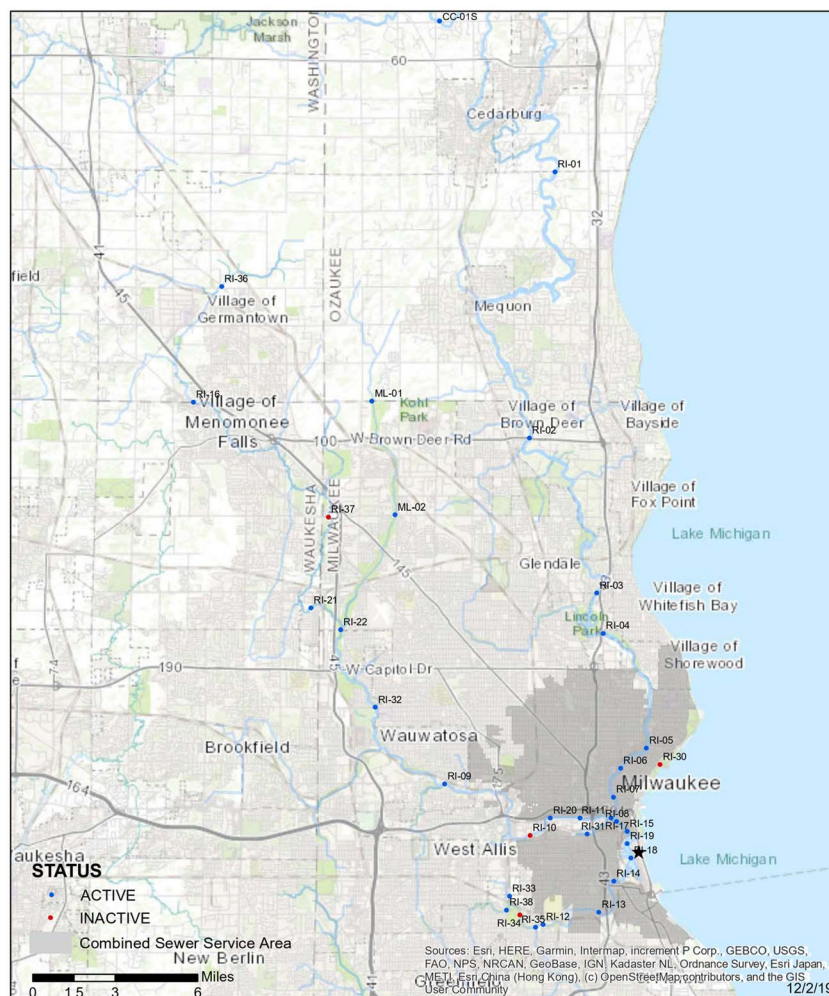 Jackson
Marsh
CC-01S
WASHINGTON
60
Cedarburg
RI-01
32
41
45
field
RI-36
Village of
Germantown
OZAUKEE
Mequon
RI-16
Village of
Menomonee
Falls
ML-01
Kohl
Park
Village of
Brown Deer
Village of
Bayside
100
W Brown Deer Rd
RI-02
Village of
Fox Point
WAUKESHA
MILWAUKEE
RI-37
ML-02
Lake Michigan
145
Glendale
RI-03
Village of
Whitefish Bay
RI-21
RI-22
Lincoln
Park
RI-04
Village of
Shorewood
74
190
45
W Capitol Dr
RI-32
Wauwatosa
Brookfield
RI-05
RI-06
RI-30
Milwaukee
175
RI-09
164
RI-07
RI-20
RI-11
RI-08
RI-10
RI-31
RI-17
RI-15
RI-19
West Allis
RI-18
Lake Michigan
aukesha
43
RI-14
RI-33
RI-38
RI-34
RI-35
RI-12
RI-13
STATUS
ACTIVE
INACTIVE
Combined Sewer Service Area
New Berlin
41
0 1.5 3 6 Miles
Sources: Esri, HERE, Garmin, Intermap, increment P Corp., GEBCO, USGS,
FAO, NPS, NRCAN, GeoBase, IGN, Kadaster NL, Ordnance Survey, Esri Japan,
METI, Esri China (Hong Kong), (c) OpenStreetMap contributors, and the GIS
User Community
12/2/19